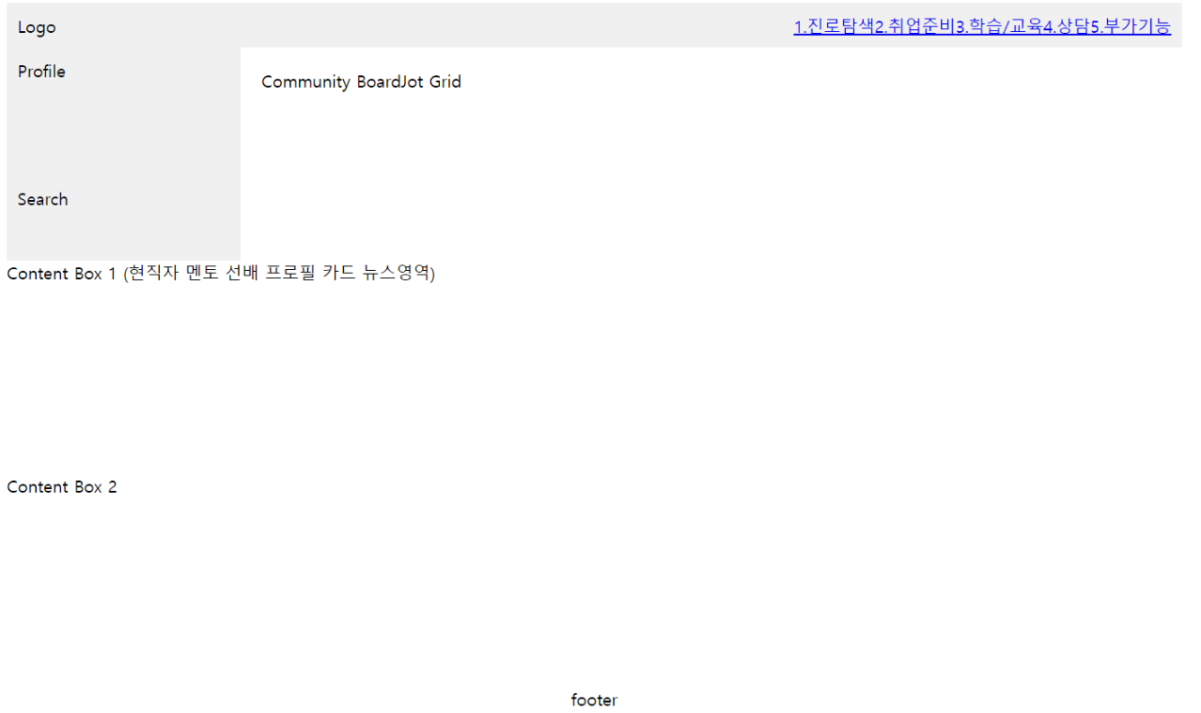 Logo 1.진로탐색2.취업준비3.학습/교육4.상담5.부가기능
Profile
Community BoardJot Grid
Search
Content Box 1 (현직자 멘토 선배 프로필 카드 뉴스영역)
Content Box 2
footer